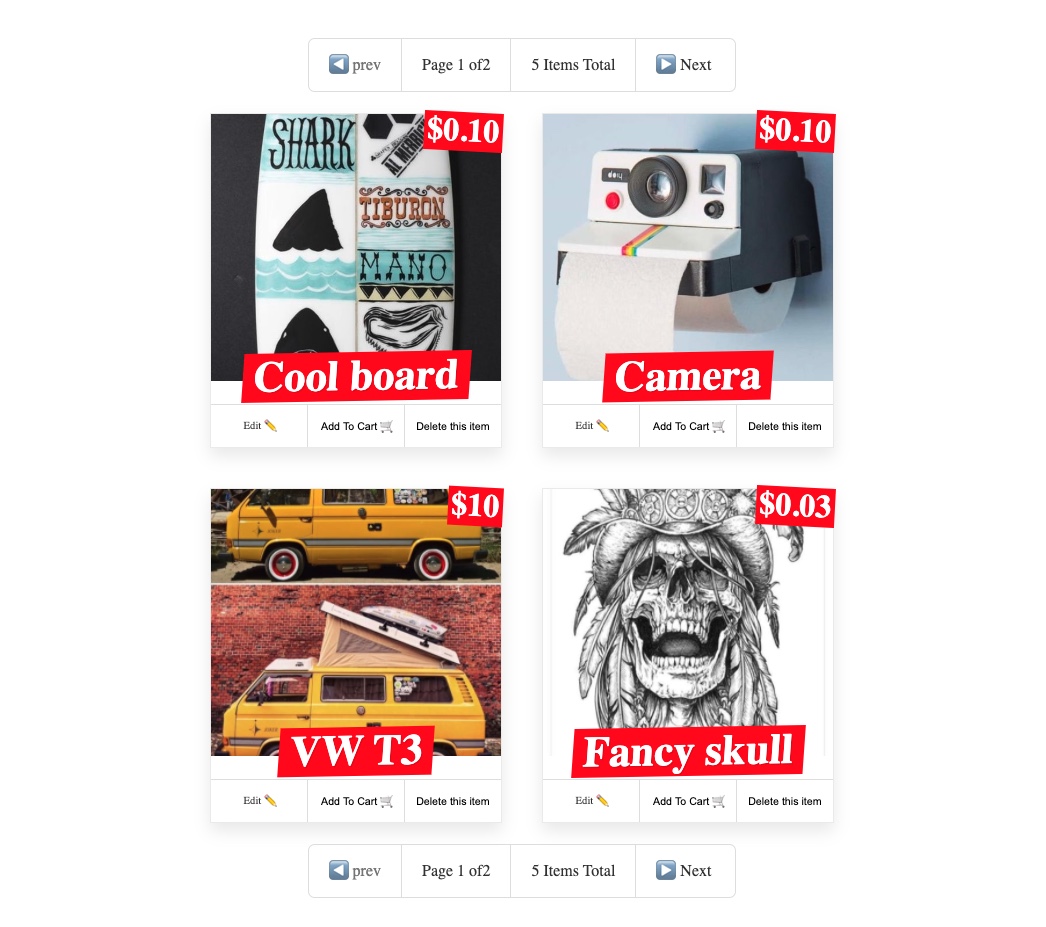 ◀️ prev
Page 1 of2
5 Items Total
▶️ Next
SHARK
AL MERRICK
TIBURON
MANO
$0.10
Cool board
Edit ✏️
Add To Cart 🛒
Delete this item
doiy
$0.10
Camera
Edit ✏️
Add To Cart 🛒
Delete this item
$10
VW T3
Edit ✏️
Add To Cart 🛒
Delete this item
$0.03
Fancy skull
Edit ✏️
Add To Cart 🛒
Delete this item
◀️ prev
Page 1 of2
5 Items Total
▶️ Next